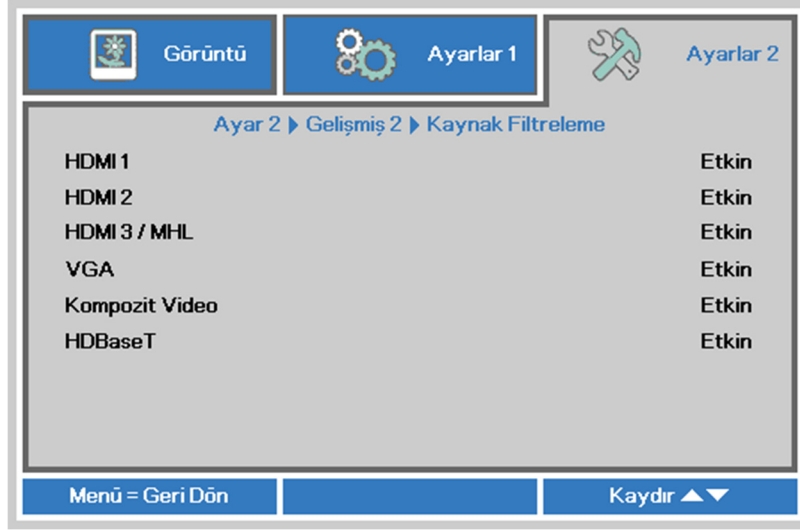 Görüntü Ayarlar 1 Ayarlar 2
Ayar 2 ▶ Gelişmiş 2 ▶ Kaynak Filtreleme
HDMI 1 Etkin
HDMI 2 Etkin
HDMI 3 / MHL Etkin
VGA Etkin
Kompozit Video Etkin
HDBaseT Etkin
Menü = Geri Dön Kaydır ▲▼